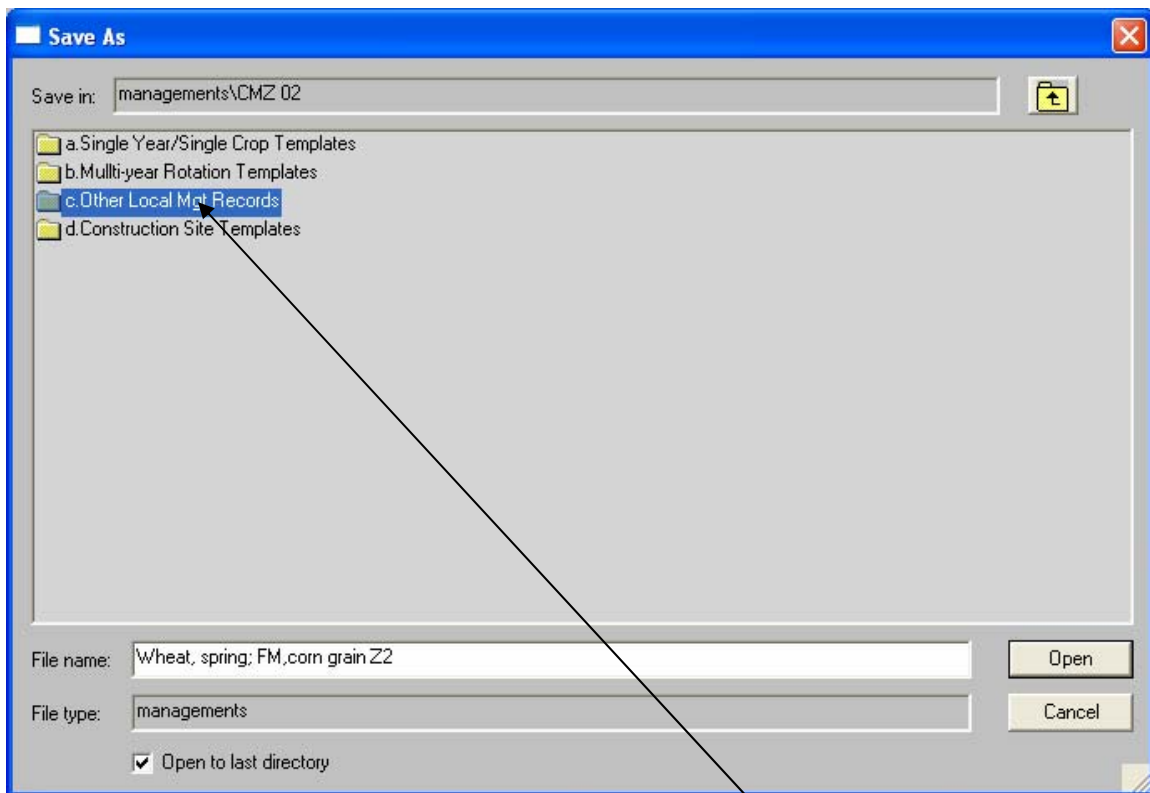 Save As
Save in: managements\CMZ 02
a.Single Year/Single Crop Templates
b.Mullti-year Rotation Templates
c.Other Local Mgt Records
d.Construction Site Templates
File name: Wheat, spring; FM,corn grain Z2 Open
File type: managements Cancel
Open to last directory